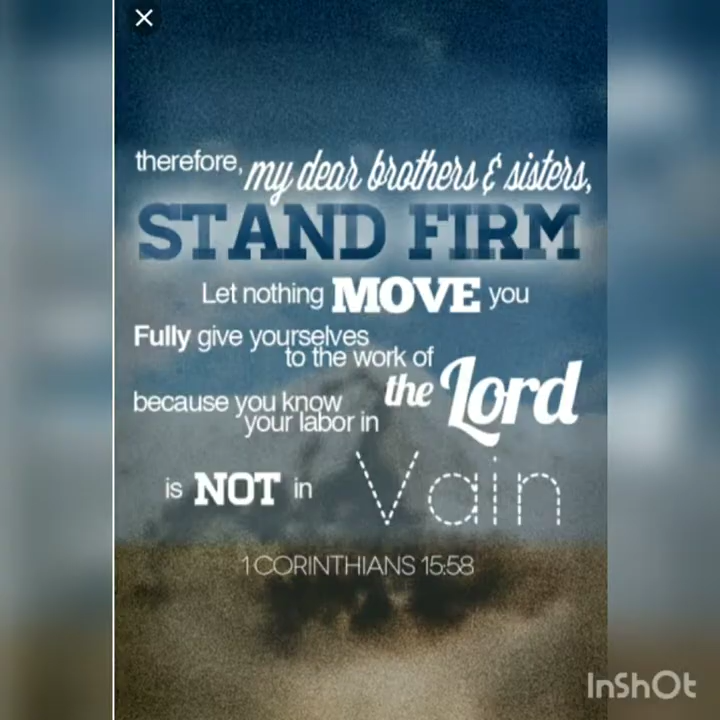 therefore, my dear brothers & sisters,
STAND FIRM
Let nothing MOVE you
Fully give yourselves
to the work of
the Lord
because you know
your labor in
is NOT in Vain
1 CORINTHIANS 15:58
InShOt